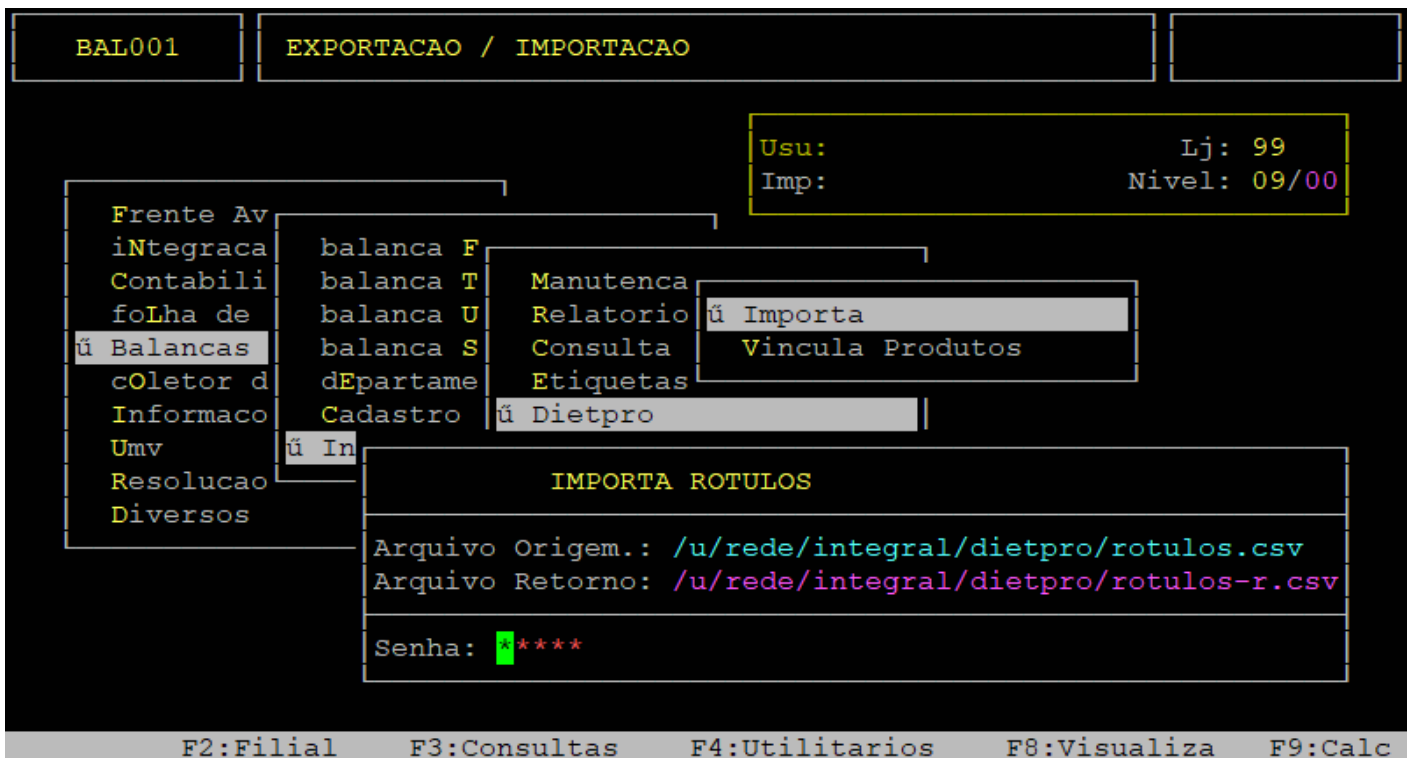 BAL001 EXPORTACAO / IMPORTACAO
Usu: Lj: 99
Imp: Nivel: 09/00
Frente Av
iNtegraca balanca F
Contabili balanca T Manutenca
foLha de balanca U Relatorio ű Importa
ű Balancas balanca S Consulta Vincula Produtos
cOletor d dEpartame Etiquetas
Informaco Cadastro ű Dietpro
Umv ű In
Resolucao IMPORTA ROTULOS
Diversos
Arquivo Origem.: /u/rede/integral/dietpro/rotulos.csv
Arquivo Retorno: /u/rede/integral/dietpro/rotulos-r.csv
Senha: *****
F2:Filial F3:Consultas F4:Utilitarios F8:Visualiza F9:Calc